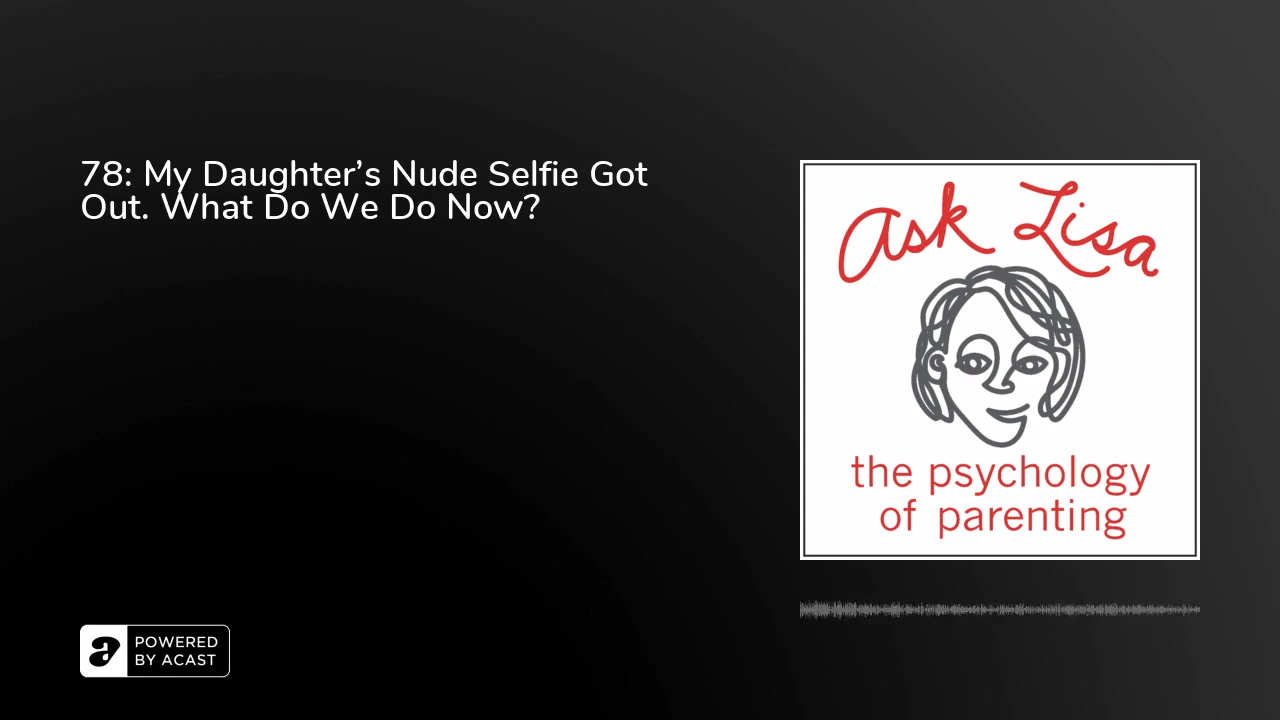 78: My Daughter’s Nude Selfie Got
Out. What Do We Do Now?
Ask Lisa
the psychology
of parenting
a
POWERED
BY ACAST